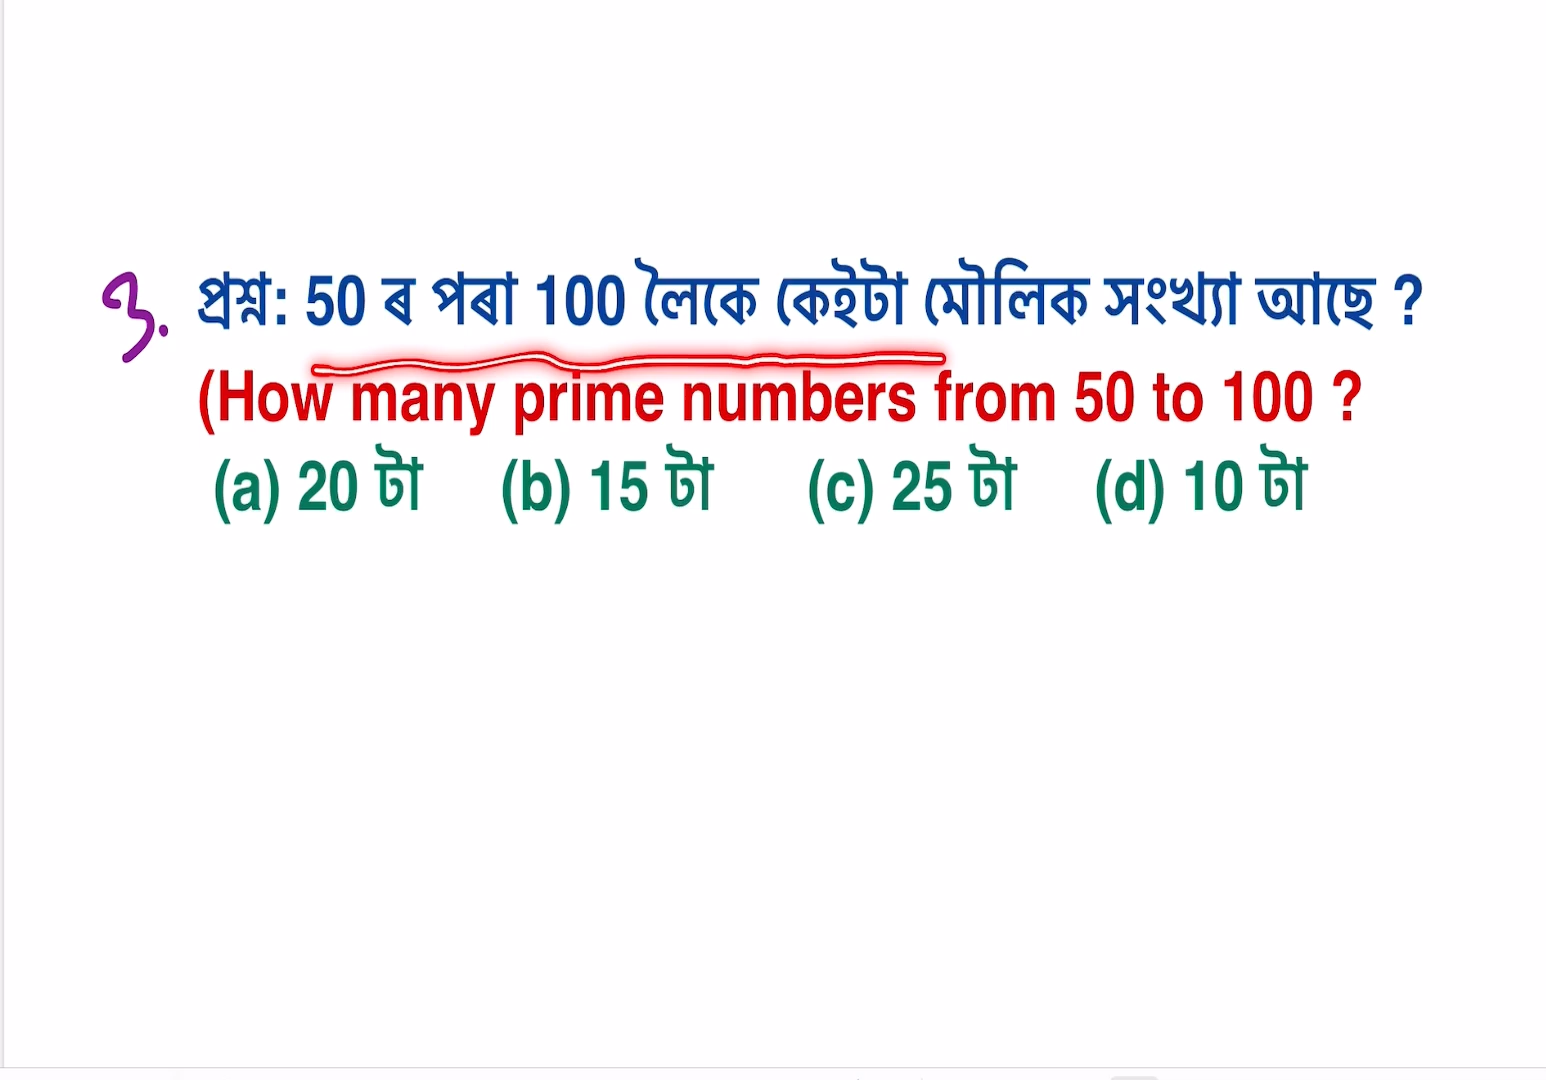 ৩. প্ৰশ্ন: 50 ৰ পৰা 100 লৈকে কেইটা মৌলিক সংখ্যা আছে ?
(How many prime numbers from 50 to 100 ?
(a) 20 টা (b) 15 টা (c) 25 টা (d) 10 টা